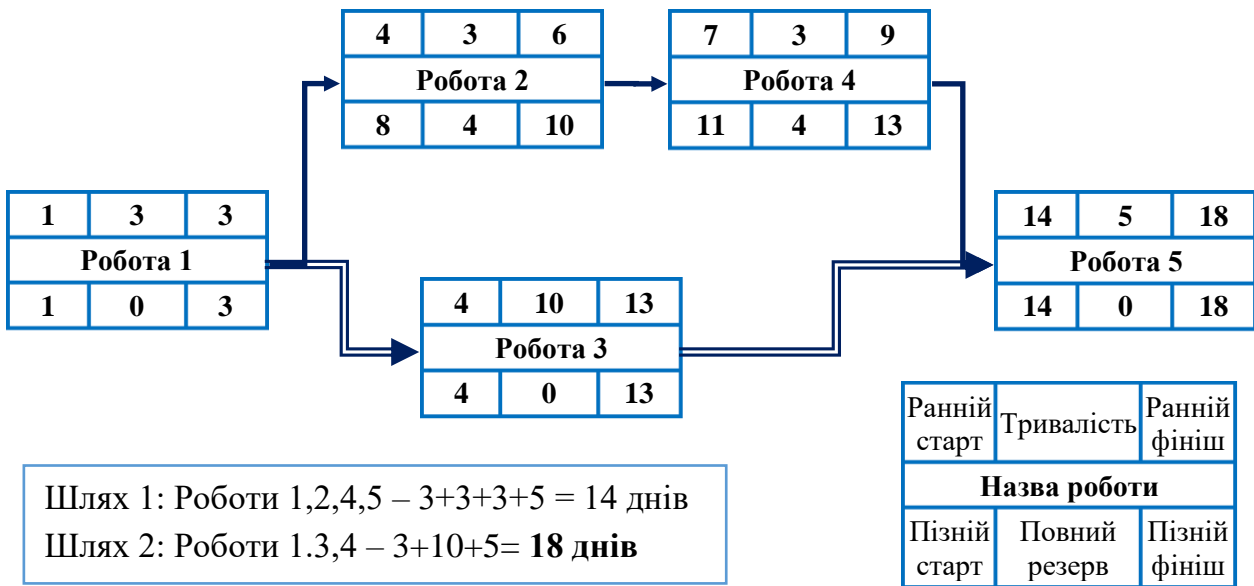 4 3 6
Робота 2
8 4 10
7 3 9
Робота 4
11 4 13
1 3 3
Робота 1
1 0 3
4 10 13
Робота 3
4 0 13
14 5 18
Робота 5
14 0 18
Шлях 1: Роботи 1,2,4,5 – 3+3+3+5 = 14 днів
Шлях 2: Роботи 1.3,4 – 3+10+5= 18 днів
Ранній старт
Тривалість
Ранній фініш
Назва роботи
Пізній старт
Повний резерв
Пізній фініш